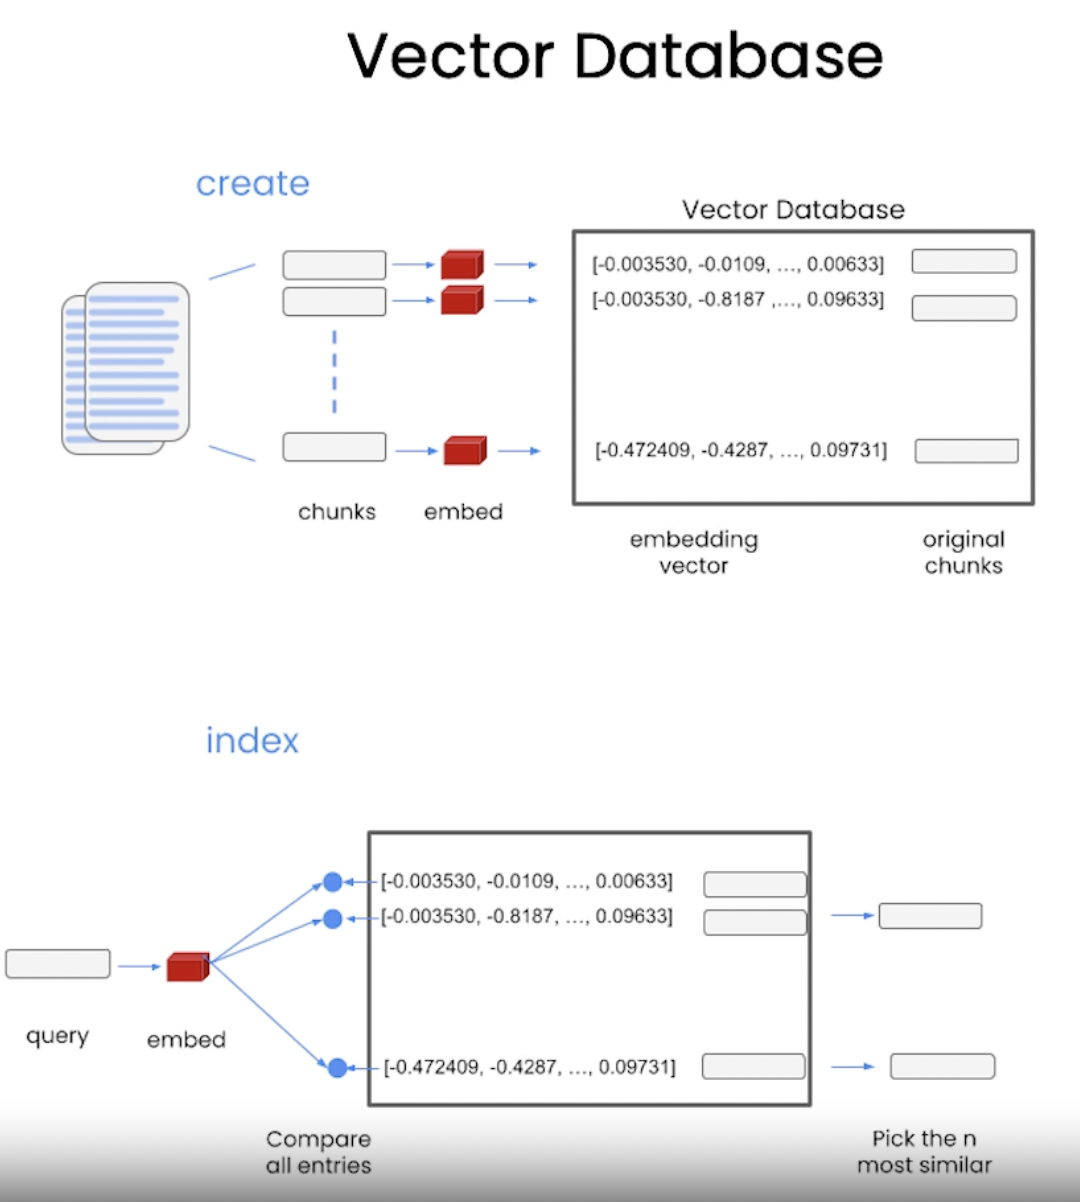 Vector Database
create
Vector Database
[-0.003530, -0.0109, ..., 0.00633]
[-0.003530, -0.8187 ,..., 0.09633]
[-0.472409, -0.4287, ..., 0.09731]
chunks
embed
embedding
vector
original
chunks
index
[-0.003530, -0.0109, ..., 0.00633]
[-0.003530, -0.8187, ..., 0.09633]
[-0.472409, -0.4287, ..., 0.09731]
query
embed
Compare
all entries
Pick the n
most similar